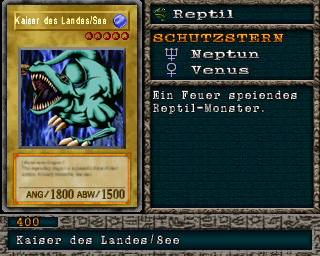 Kaiser des Landes/See
ANG/1800 ABW/1500
Reptil
SCHUTZSTERN
Neptun
Venus
Ein Feuer speiendes
Reptil-Monster.
400
Kaiser des Landes/See